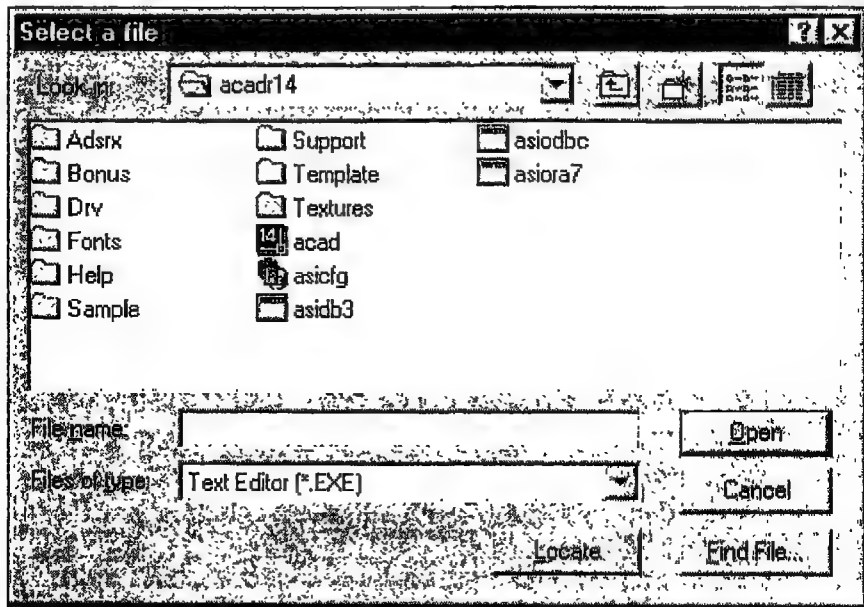 Select a file
Look in: acadr14
Adsrx
Bonus
Drv
Fonts
Help
Sample
Support
Template
Textures
acad
asicfg
asidb3
asiodbc
asiora7
File name:
Open
Files of type: Text Editor (*.EXE)
Cancel
Locate
Find File...